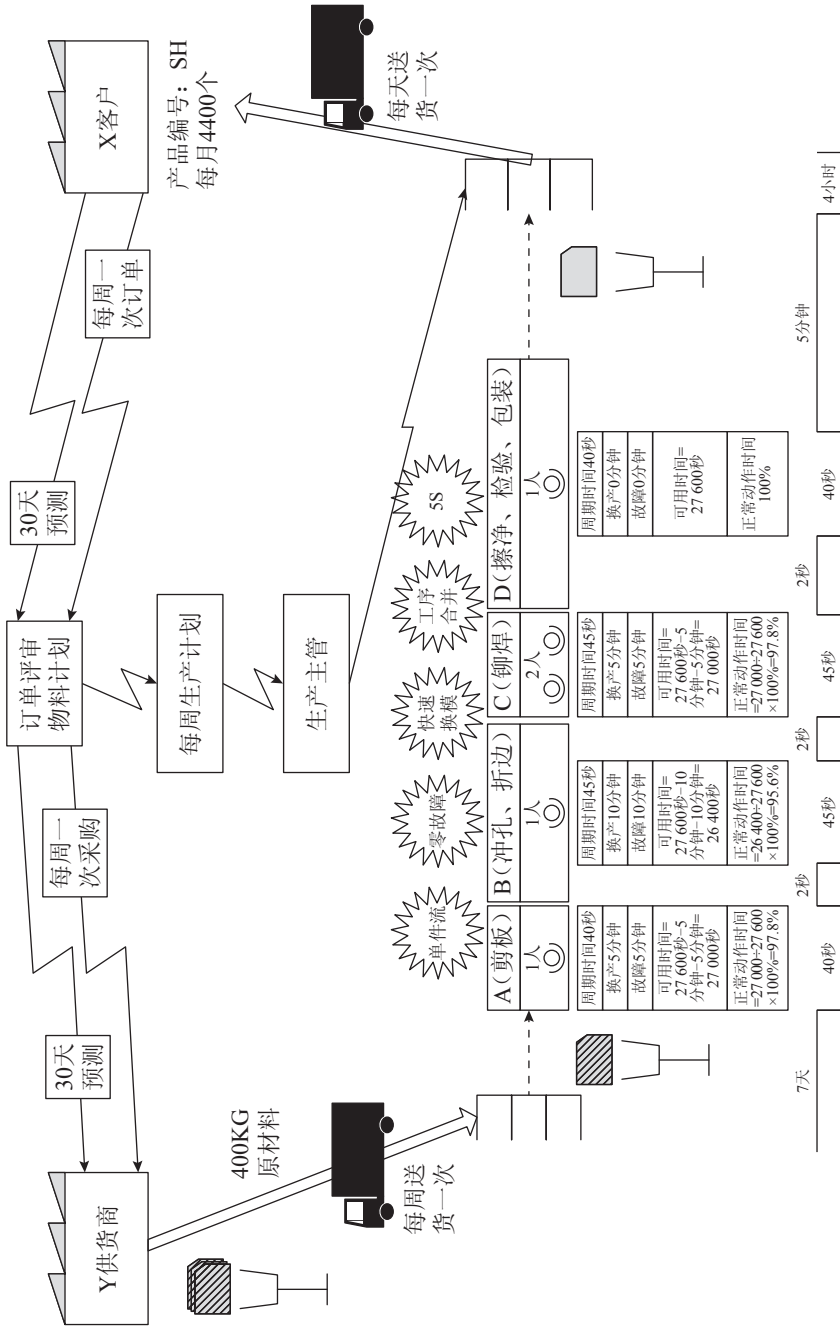 Y供货商
30天
预测
每周一
次采购
订单评审
物料计划
30天
预测
每周一
次订单
X客户
产品编号：SH
每月4400个
每天送
货一次
每周生产计划
生产主管
400KG
原材料
每周送
货一次
单件流
零故障
快速
换模
工序
合并
5S
A（剪板）
1人
周期时间40秒
换产5分钟
故障5分钟
可用时间=
27 600秒-5
分钟-5分钟=
27 000秒
正常动作时间
=27 000÷27 600
×100%=97.8%
B（冲孔、折边）
1人
周期时间45秒
换产10分钟
故障10分钟
可用时间=
27 600秒-10
分钟-10分钟=
26 400秒
正常动作时间
=26 400÷27 600
×100%=95.6%
C（铆焊）
2人
周期时间45秒
换产5分钟
故障5分钟
可用时间=
27 600秒-5
分钟-5分钟=
27 000秒
正常动作时间
=27 000÷27 600
×100%=97.8%
D（擦净、检验、包装）
1人
周期时间40秒
换产0分钟
故障0分钟
可用时间=
27 600秒
正常动作时间
100%
7天
40秒
2秒
45秒
2秒
45秒
2秒
40秒
5分钟
4小时